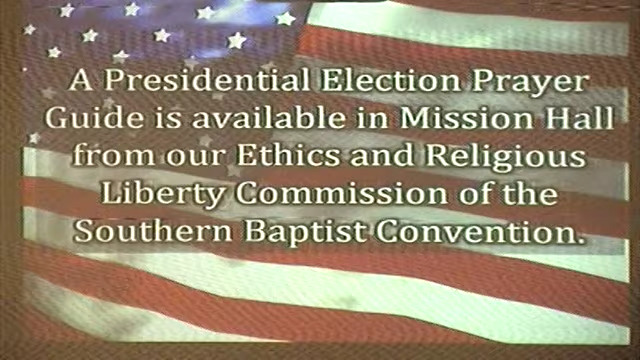 A Presidential Election Prayer
Guide is available in Mission Hall
from our Ethics and Religious
Liberty Commission of the
Southern Baptist Convention.